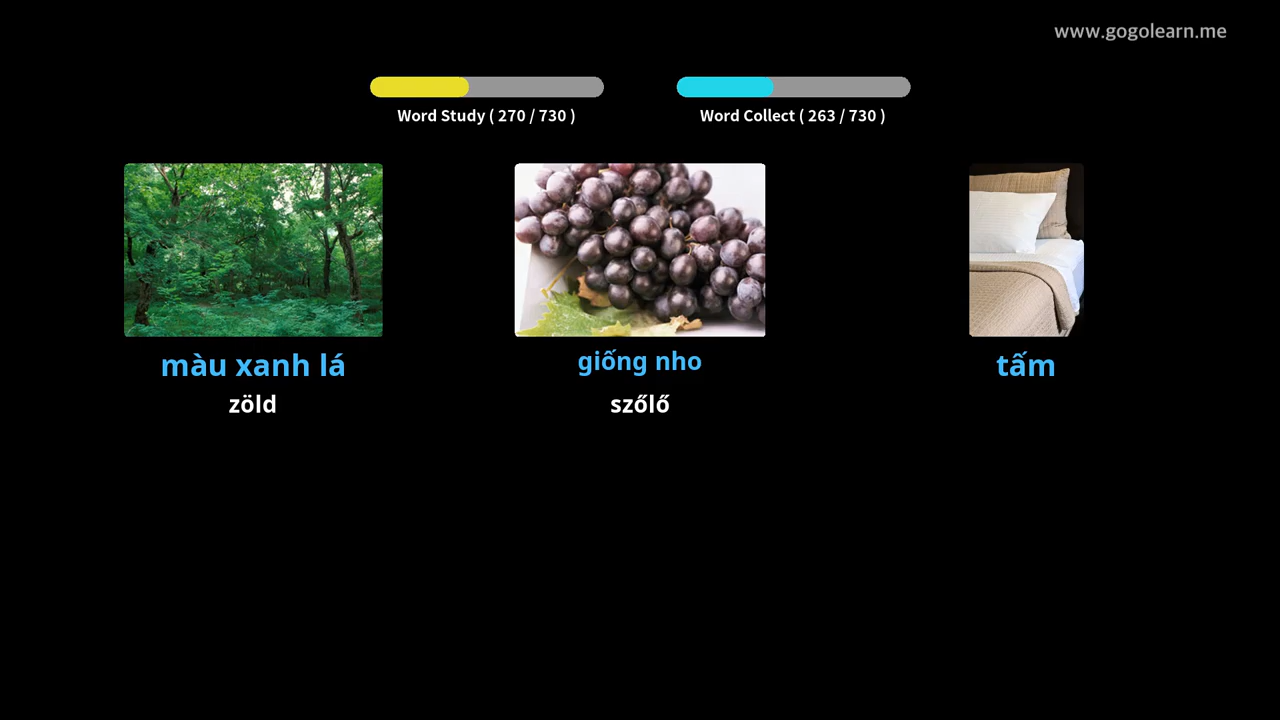 www.gogolearn.me
Word Study ( 270 / 730 )
Word Collect ( 263 / 730 )
màu xanh lá
giống nho
tấm
zöld
szőlő